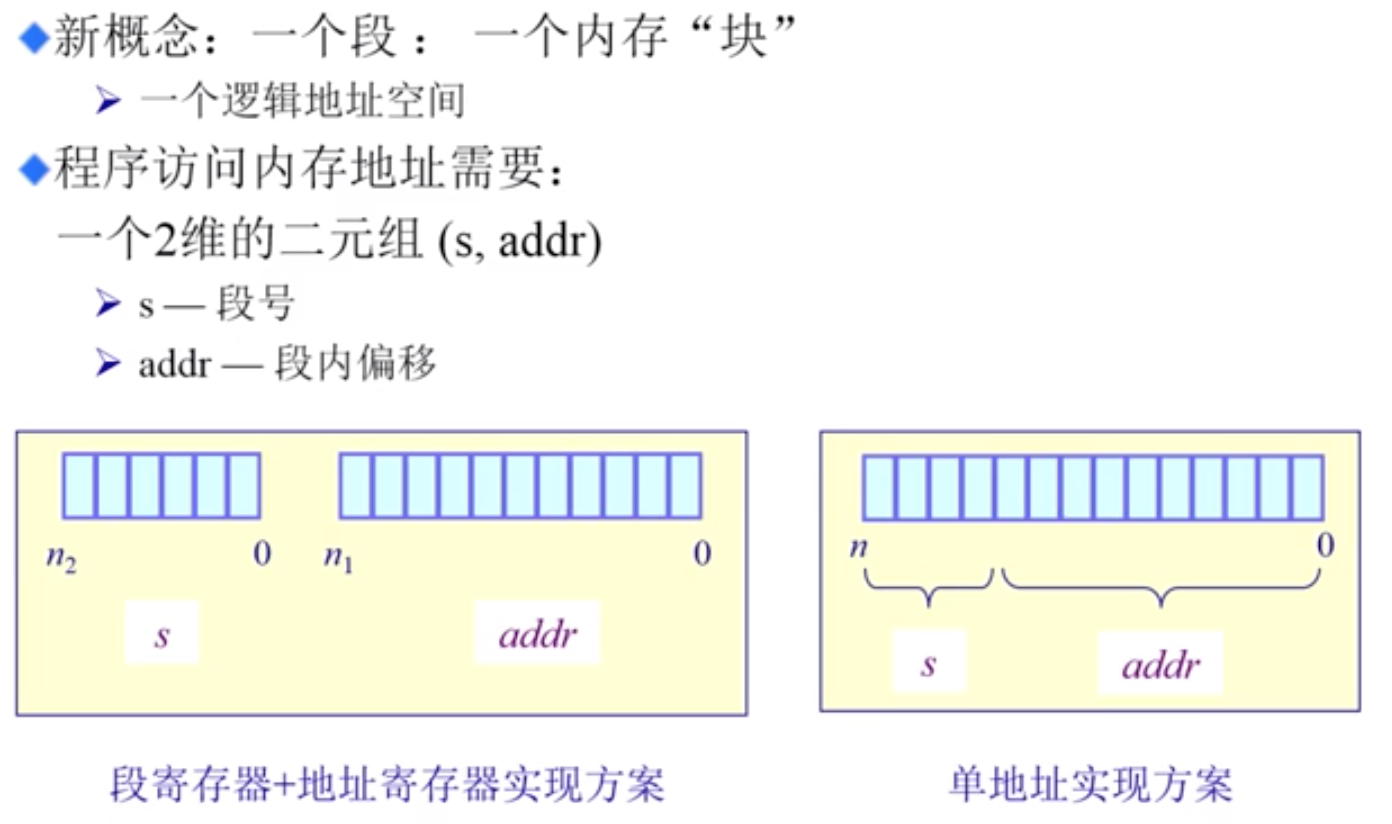 新概念：一个段： 一个内存“块”
一个逻辑地址空间
程序访问内存地址需要：
一个2维的二元组 (s, addr)
s — 段号
addr — 段内偏移
n₂ 0 n₁ 0
s addr
n 0
s addr
段寄存器+地址寄存器实现方案
单地址实现方案